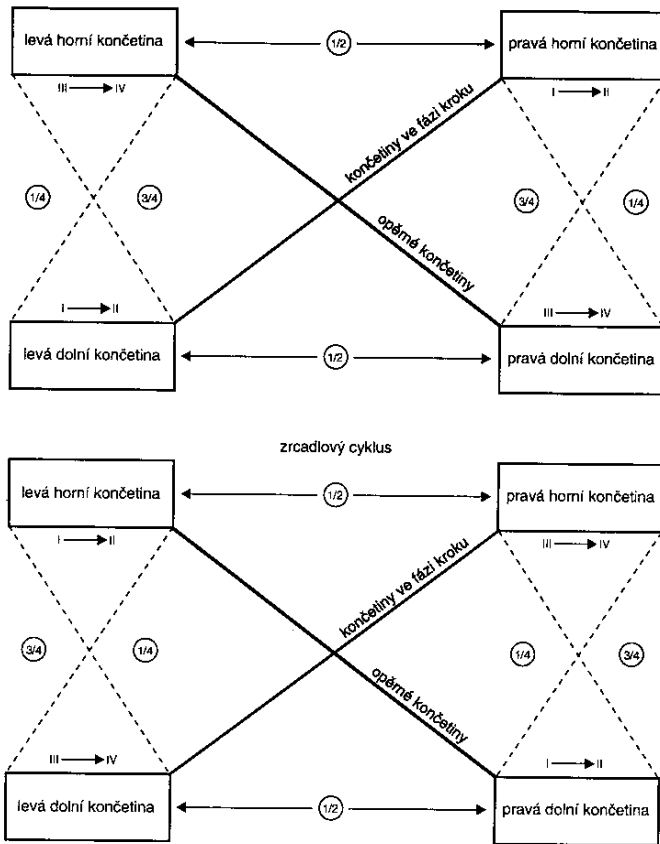 levá horní končetina
1/2
pravá horní končetina
III → IV
I → II
končetiny ve fázi kroku
1/4
3/4
3/4
1/4
opěrné končetiny
I → II
III → IV
levá dolní končetina
1/2
pravá dolní končetina
zrcadlový cyklus
levá horní končetina
1/2
pravá horní končetina
I → II
III → IV
končetiny ve fázi kroku
3/4
1/4
1/4
3/4
opěrné končetiny
III → IV
I → II
levá dolní končetina
1/2
pravá dolní končetina